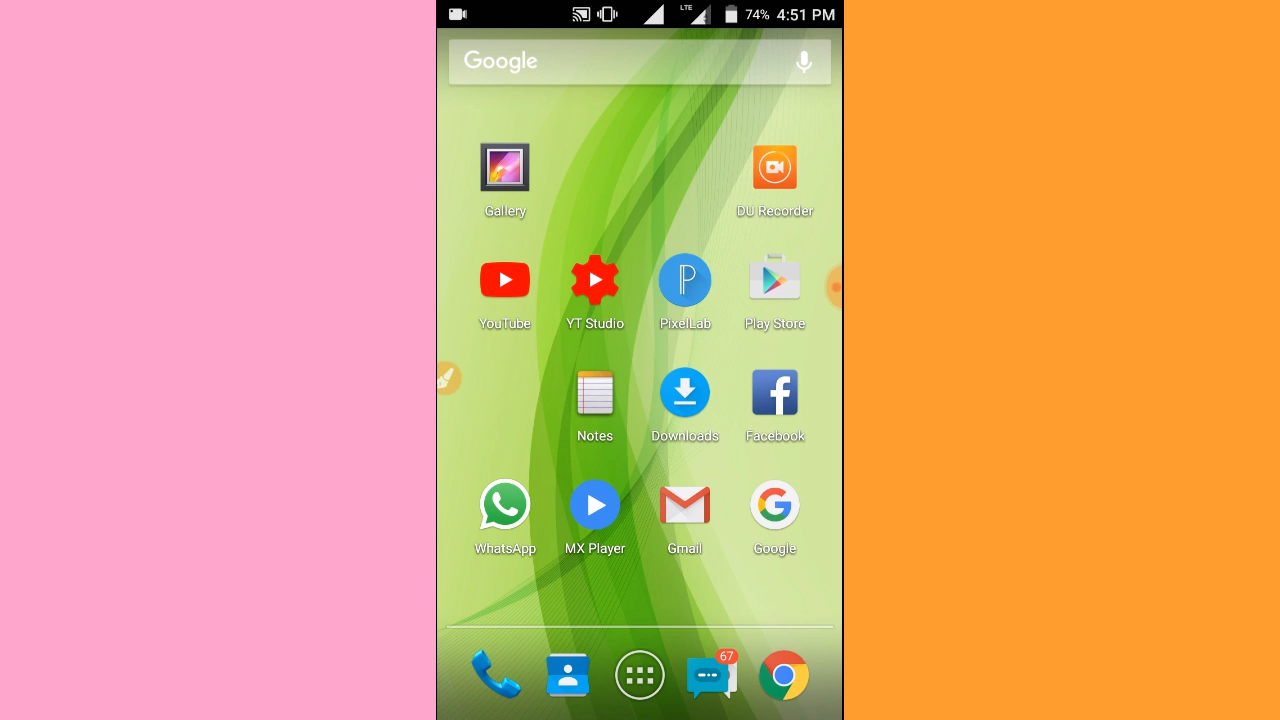 LTE
74% 4:51 PM
Google
Gallery
DU Recorder
YouTube
YT Studio
PixelLab
Play Store
Notes
Downloads
Facebook
WhatsApp
MX Player
Gmail
Google
67